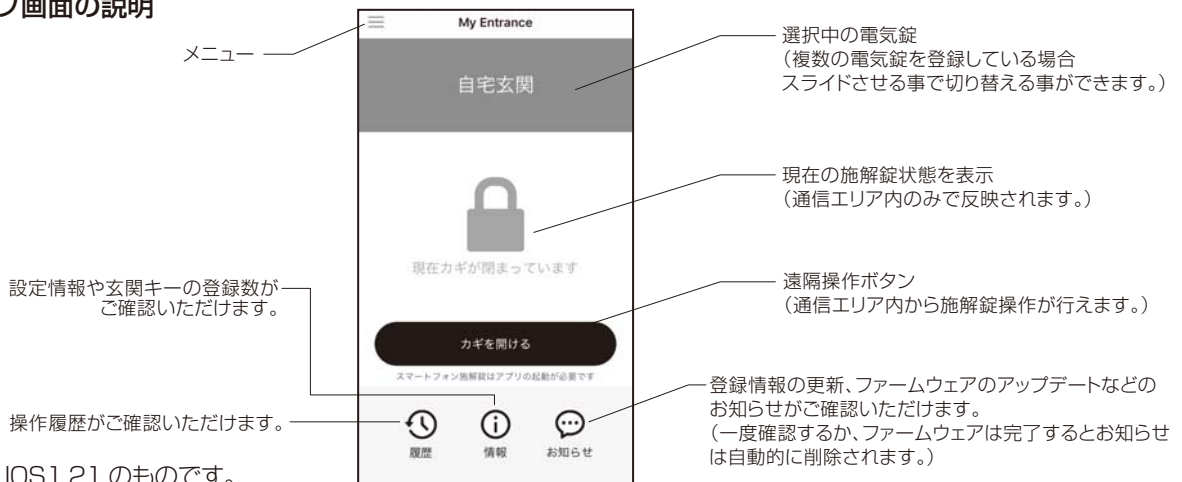 プ画面の説明
メニュー
My Entrance
自宅玄関
選択中の電気錠
(複数の電気錠を登録している場合
スライドさせる事で切り替える事ができます。)
現在の施解錠状態を表示
(通信エリア内のみで反映されます。)
現在カギが閉まっています
設定情報や玄関キーの登録数が
ご確認いただけます。
遠隔操作ボタン
(通信エリア内から施解錠操作が行えます。)
カギを開ける
スマートフォン施解錠はアプリの起動が必要です
登録情報の更新、ファームウェアのアップデートなどの
お知らせがご確認いただけます。
(一度確認するか、ファームウェアは完了するとお知らせ
は自動的に削除されます。)
操作履歴がご確認いただけます。
履歴
情報
お知らせ
IOS1.21 のものです。